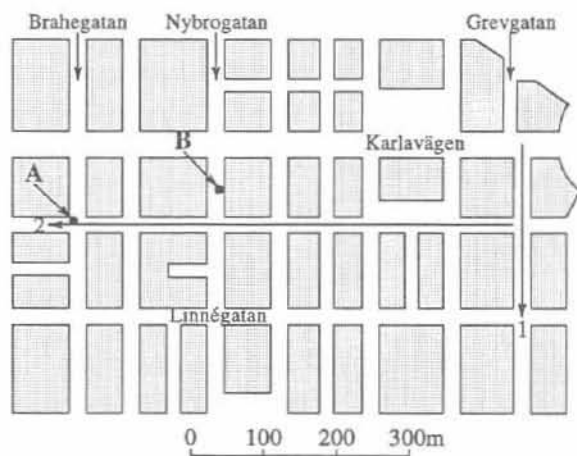 Brahegatan Nybrogatan Grevgatan
B Karlavägen
A
2
Linnégatan
1
0 100 200 300m